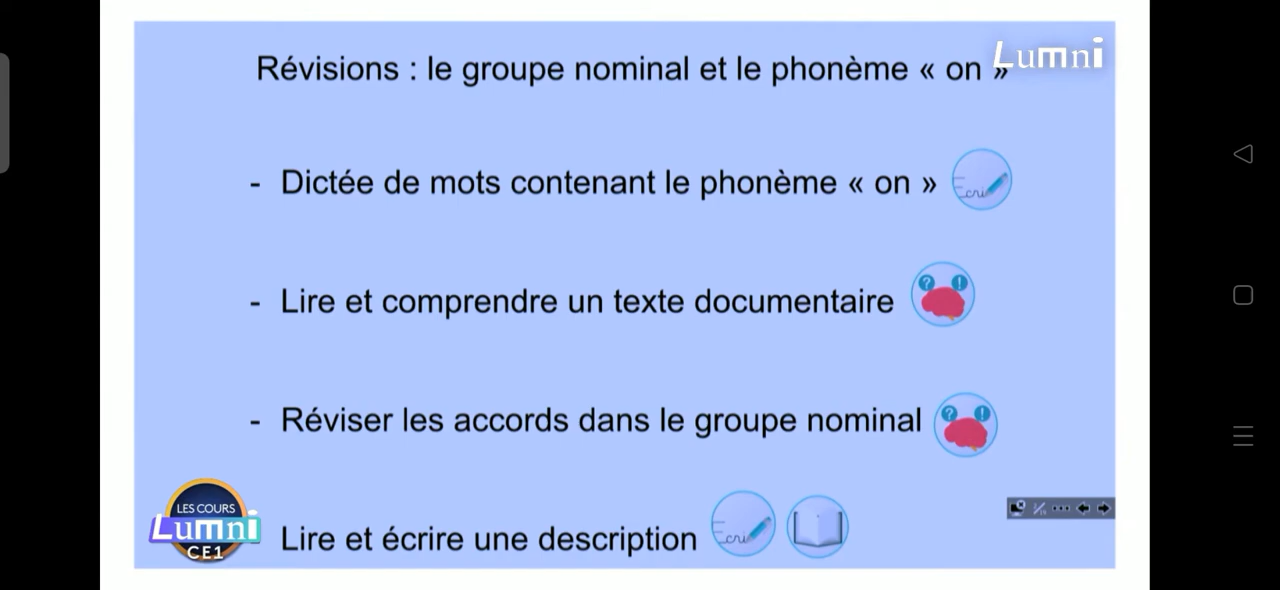 Lumni
Révisions : le groupe nominal et le phonème « on »
- Dictée de mots contenant le phonème « on »
Ecri
- Lire et comprendre un texte documentaire
? !
- Réviser les accords dans le groupe nominal
? !
LES COURS
Lumni
CE1
Lire et écrire une description
Ecri